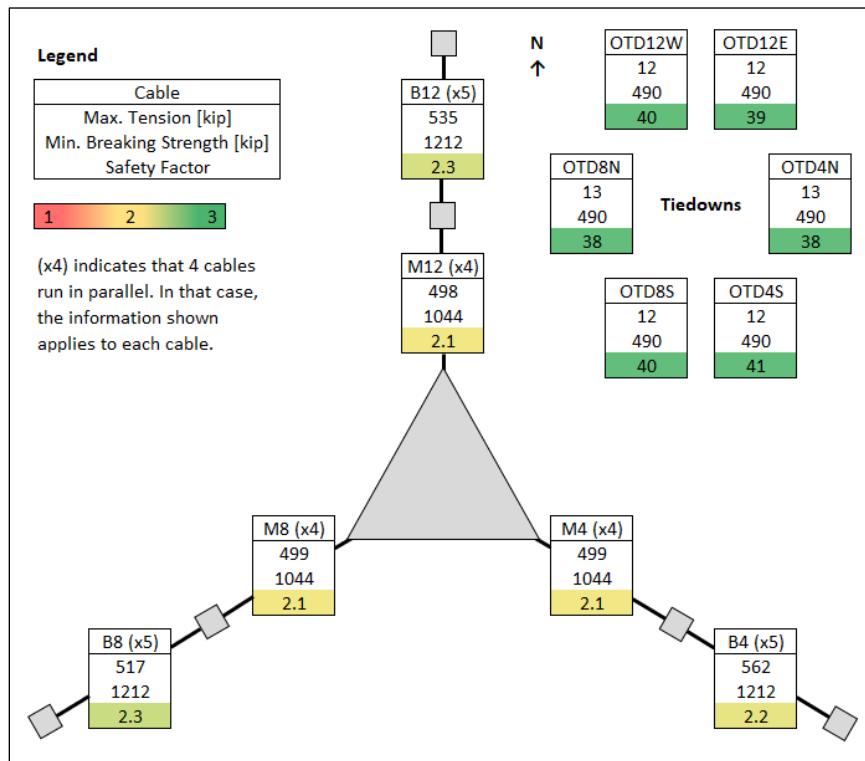 Legend
Cable
Max. Tension [kip]
Min. Breaking Strength [kip]
Safety Factor
1 2 3
(x4) indicates that 4 cables
run in parallel. In that case,
the information shown
applies to each cable.
B12 (x5)
535
1212
2.3
M12 (x4)
498
1044
2.1
N
↑
OTD12W
12
490
40
OTD12E
12
490
39
OTD8N
13
490
38
Tiedowns
OTD4N
13
490
38
OTD8S
12
490
40
OTD4S
12
490
41
M8 (x4)
499
1044
2.1
M4 (x4)
499
1044
2.1
B8 (x5)
517
1212
2.3
B4 (x5)
562
1212
2.2